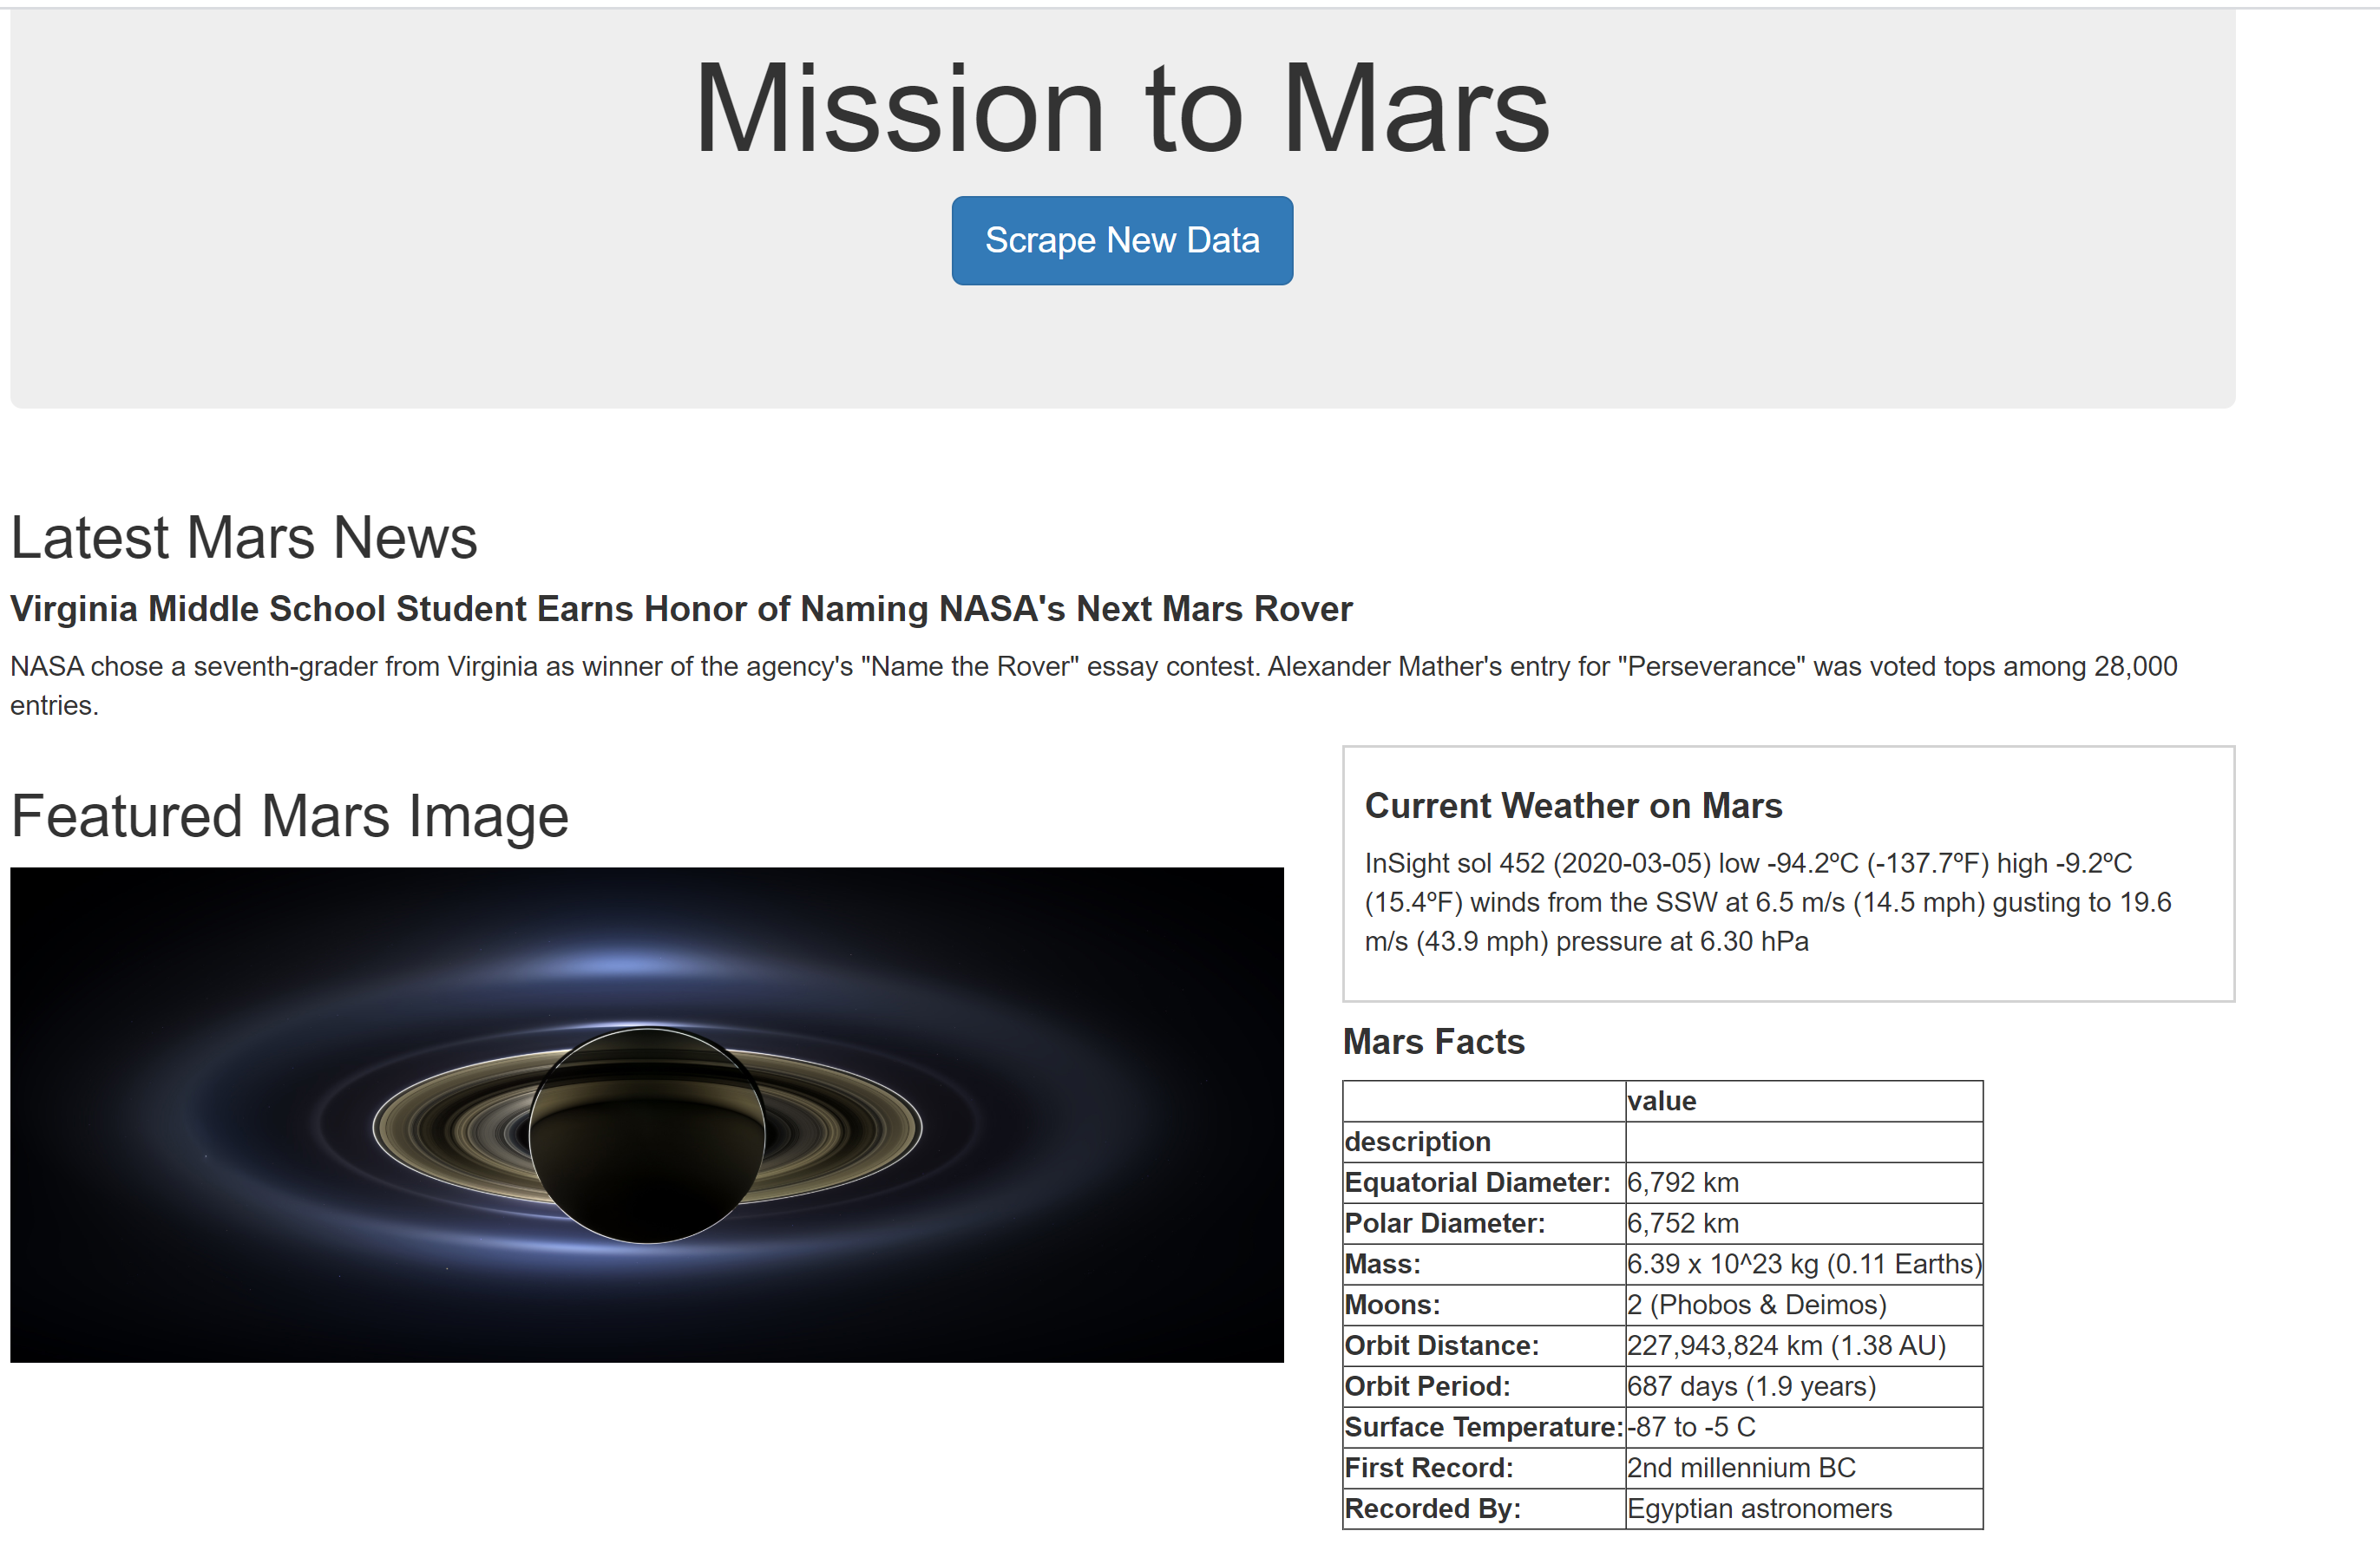 Mission to Mars
Scrape New Data
Latest Mars News
Virginia Middle School Student Earns Honor of Naming NASA's Next Mars Rover
NASA chose a seventh-grader from Virginia as winner of the agency's "Name the Rover" essay contest. Alexander Mather's entry for "Perseverance" was voted tops among 28,000
entries.
Featured Mars Image
Current Weather on Mars
InSight sol 452 (2020-03-05) low -94.2ºC (-137.7ºF) high -9.2ºC
(15.4ºF) winds from the SSW at 6.5 m/s (14.5 mph) gusting to 19.6
m/s (43.9 mph) pressure at 6.30 hPa
Mars Facts
value
description
Equatorial Diameter: 6,792 km
Polar Diameter: 6,752 km
Mass: 6.39 x 10^23 kg (0.11 Earths)
Moons: 2 (Phobos & Deimos)
Orbit Distance: 227,943,824 km (1.38 AU)
Orbit Period: 687 days (1.9 years)
Surface Temperature: -87 to -5 C
First Record: 2nd millennium BC
Recorded By: Egyptian astronomers